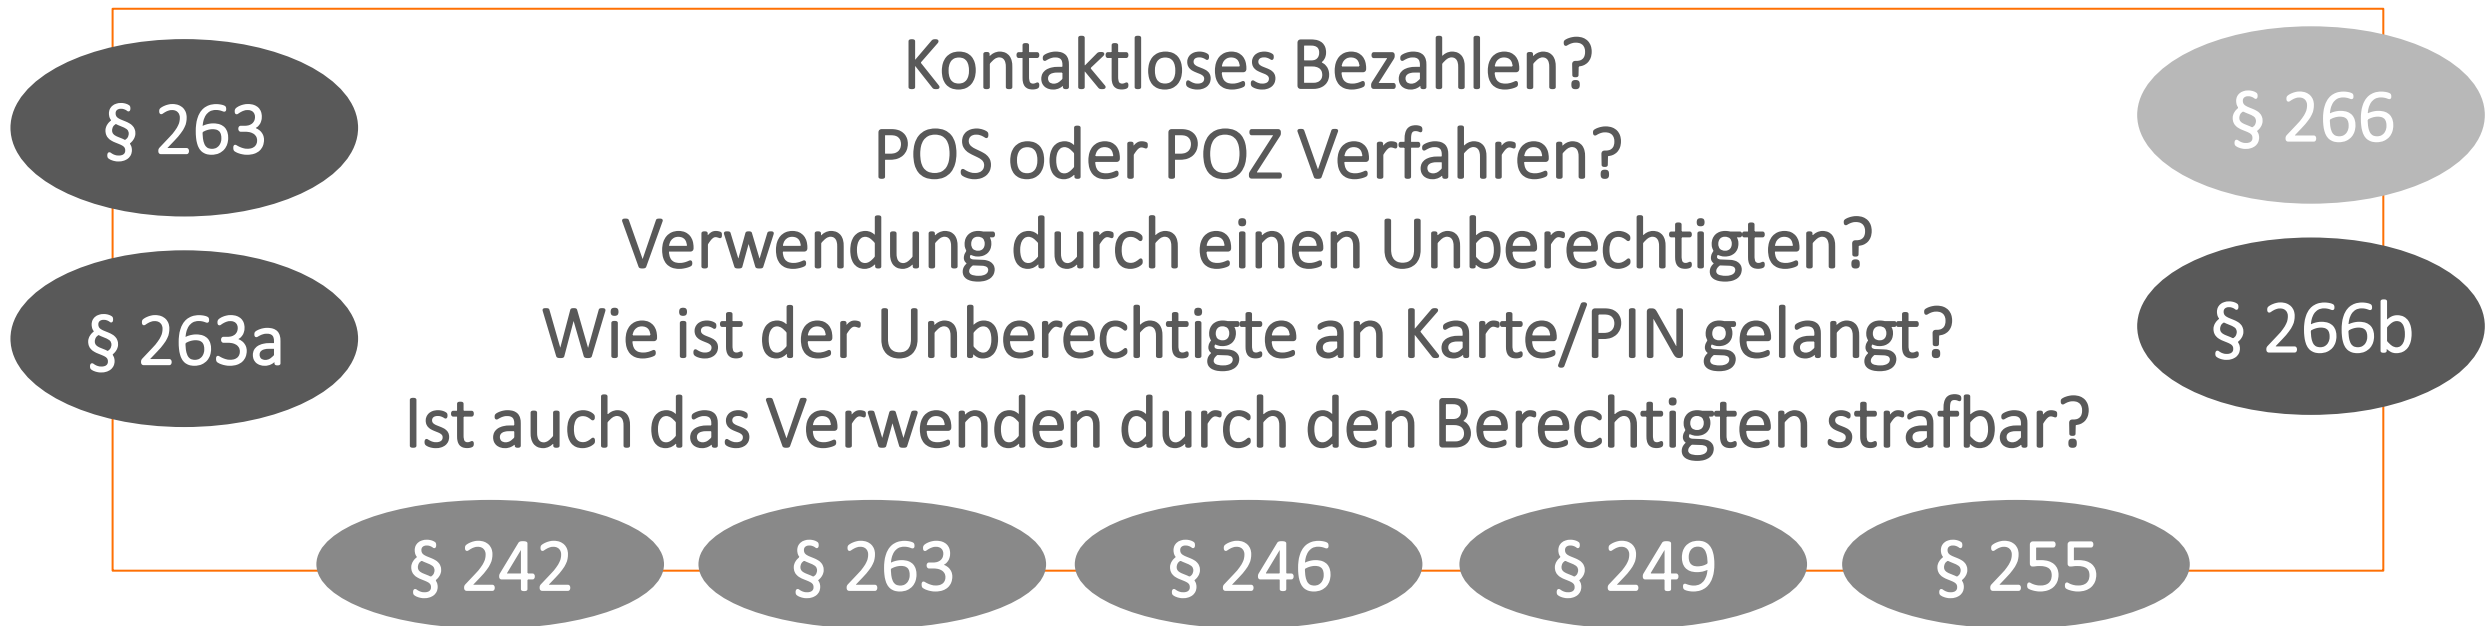 Kontaktloses Bezahlen?
§ 263
§ 266
POS oder POZ Verfahren?
Verwendung durch einen Unberechtigten?
Wie ist der Unberechtigte an Karte/PIN gelangt?
§ 263a
§ 266b
Ist auch das Verwenden durch den Berechtigten strafbar?
§ 242
§ 263
§ 246
§ 249
§ 255